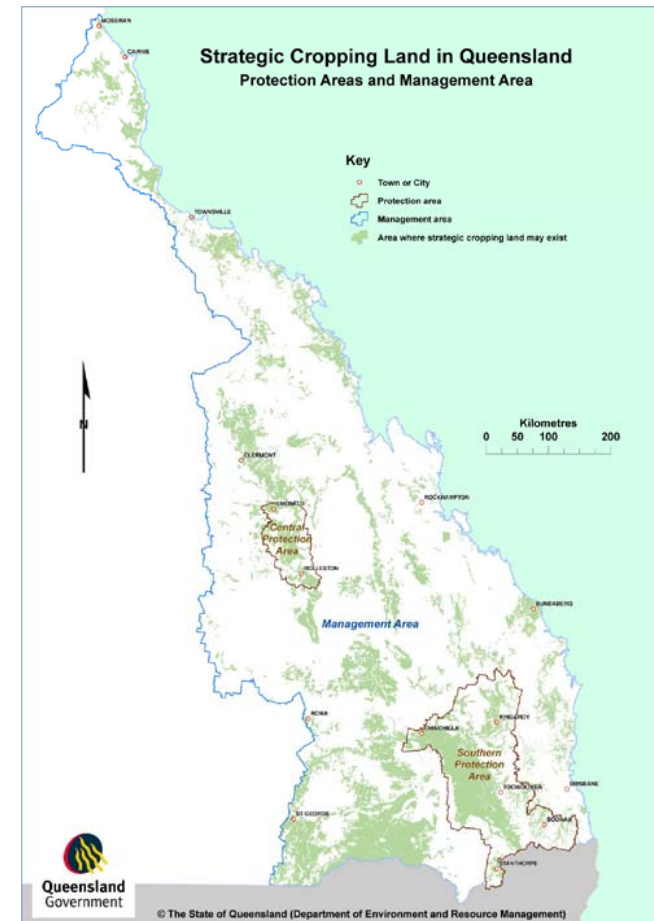 Strategic Cropping Land in Queensland
Protection Areas and Management Area
MOSSMAN
CAIRNS
Key
Town or City
Protection area
Management area
Area where strategic cropping land may exist
TOWNSVILLE
N
Kilometres
0 50 100 200
CLERMONT
EMERALD
ROCKHAMPTON
Central
Protection
Area
ROLLESTON
BUNDABERG
Management Area
ROMA
KINGAROY
CHINCHILLA
Southern
Protection
Area
TOOWOOMBA
BRISBANE
ST GEORGE
BOONAH
STANTHORPE
Queensland
Government
© The State of Queensland (Department of Environment and Resource Management)